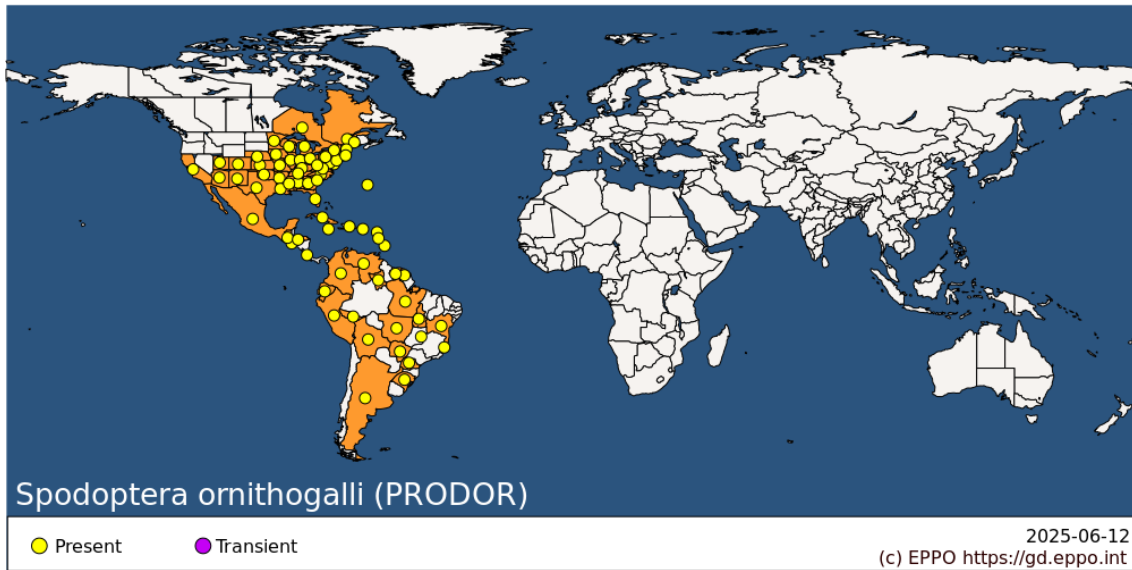 Spodoptera ornithogalli (PRODOR)
Present
Transient
2025-06-12
(c) EPPO https://gd.eppo.int